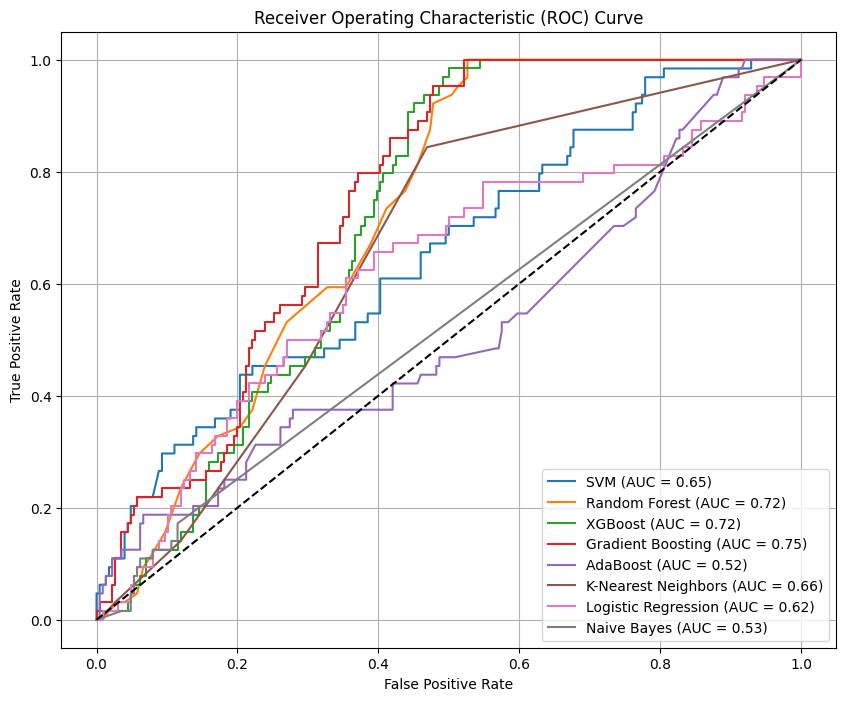 Receiver Operating Characteristic (ROC) Curve
True Positive Rate
1.0
0.8
0.6
0.4
0.2
0.0
SVM (AUC = 0.65)
Random Forest (AUC = 0.72)
XGBoost (AUC = 0.72)
Gradient Boosting (AUC = 0.75)
AdaBoost (AUC = 0.52)
K-Nearest Neighbors (AUC = 0.66)
Logistic Regression (AUC = 0.62)
Naive Bayes (AUC = 0.53)
0.0 0.2 0.4 0.6 0.8 1.0
False Positive Rate